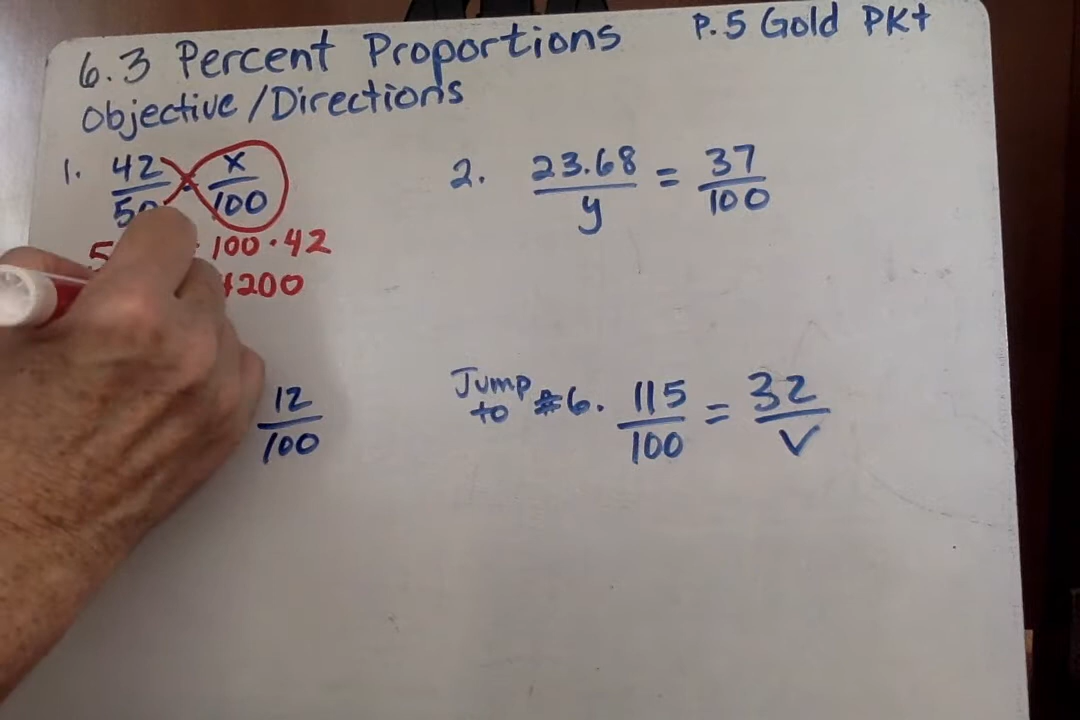 6.3 Percent Proportions
P.5 Gold PKt
Objective/Directions
1. 42/50 = x/100
5 100 · 42
4200
2. 23.68/y = 37/100
12/100
Jump to #6. 115/100 = 32/v